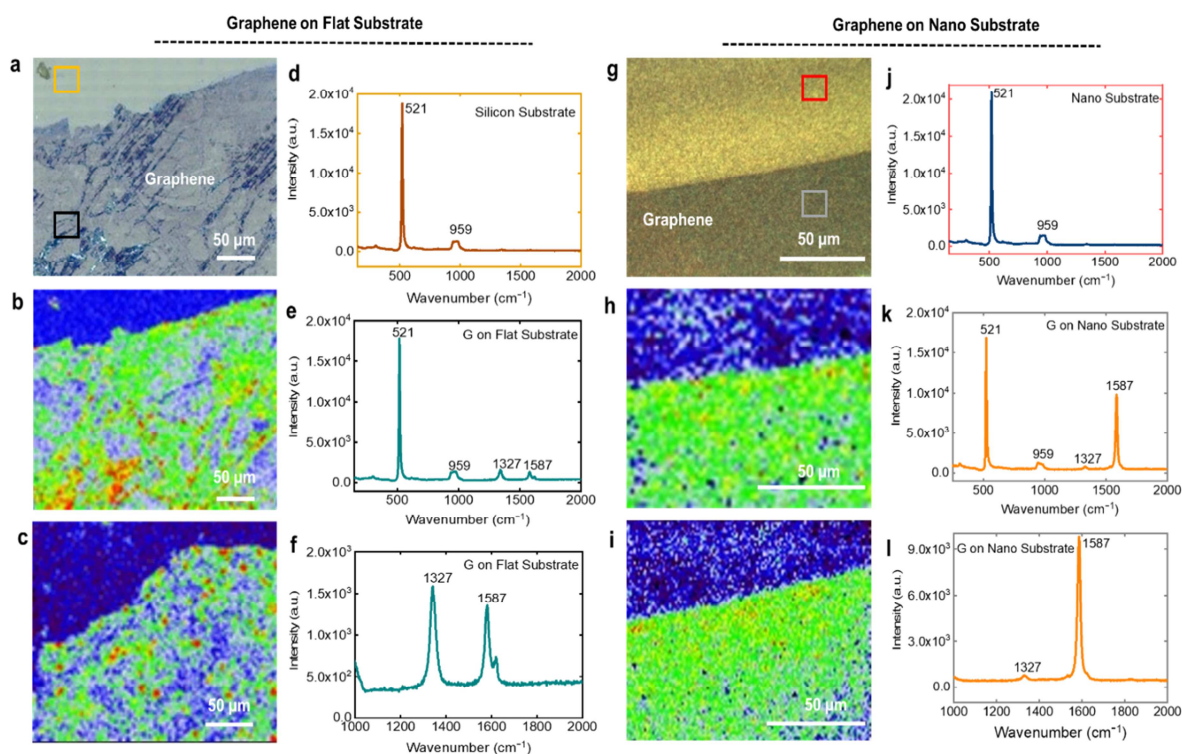 Graphene on Flat Substrate
Graphene on Nano Substrate
a
Graphene
50 µm
d
2.0x10⁴
1.5x10⁴
1.0x10⁴
5.0x10³
0.0
Intensity (a.u.)
521
959
Silicon Substrate
500 1000 1500 2000
Wavenumber (cm⁻¹)
g
Graphene
50 µm
j
2.0x10⁴
1.5x10⁴
1.0x10⁴
5.0x10³
0.0
Intensity (a.u.)
521
959
Nano Substrate
500 1000 1500 2000
Wavenumber (cm⁻¹)
b
50 µm
e
2.0x10⁴
1.5x10⁴
1.0x10⁴
5.0x10³
0.0
Intensity (a.u.)
521
959
1327 1587
G on Flat Substrate
500 1000 1500 2000
Wavenumber (cm⁻¹)
h
50 µm
k
2.0x10⁴
1.5x10⁴
1.0x10⁴
5.0x10³
0.0
Intensity (a.u.)
521
959
1327
1587
G on Nano Substrate
500 1000 1500 2000
Wavenumber (cm⁻¹)
c
50 µm
f
2.0x10³
1.5x10³
1.0x10³
5.0x10²
0.0
Intensity (a.u.)
1327
1587
G on Flat Substrate
1000 1200 1400 1600 1800 2000
Wavenumber (cm⁻¹)
i
50 µm
l
9.0x10³
6.0x10³
3.0x10³
0.0
Intensity (a.u.)
G on Nano Substrate
1587
1327
1000 1200 1400 1600 1800 2000
Wavenumber (cm⁻¹)